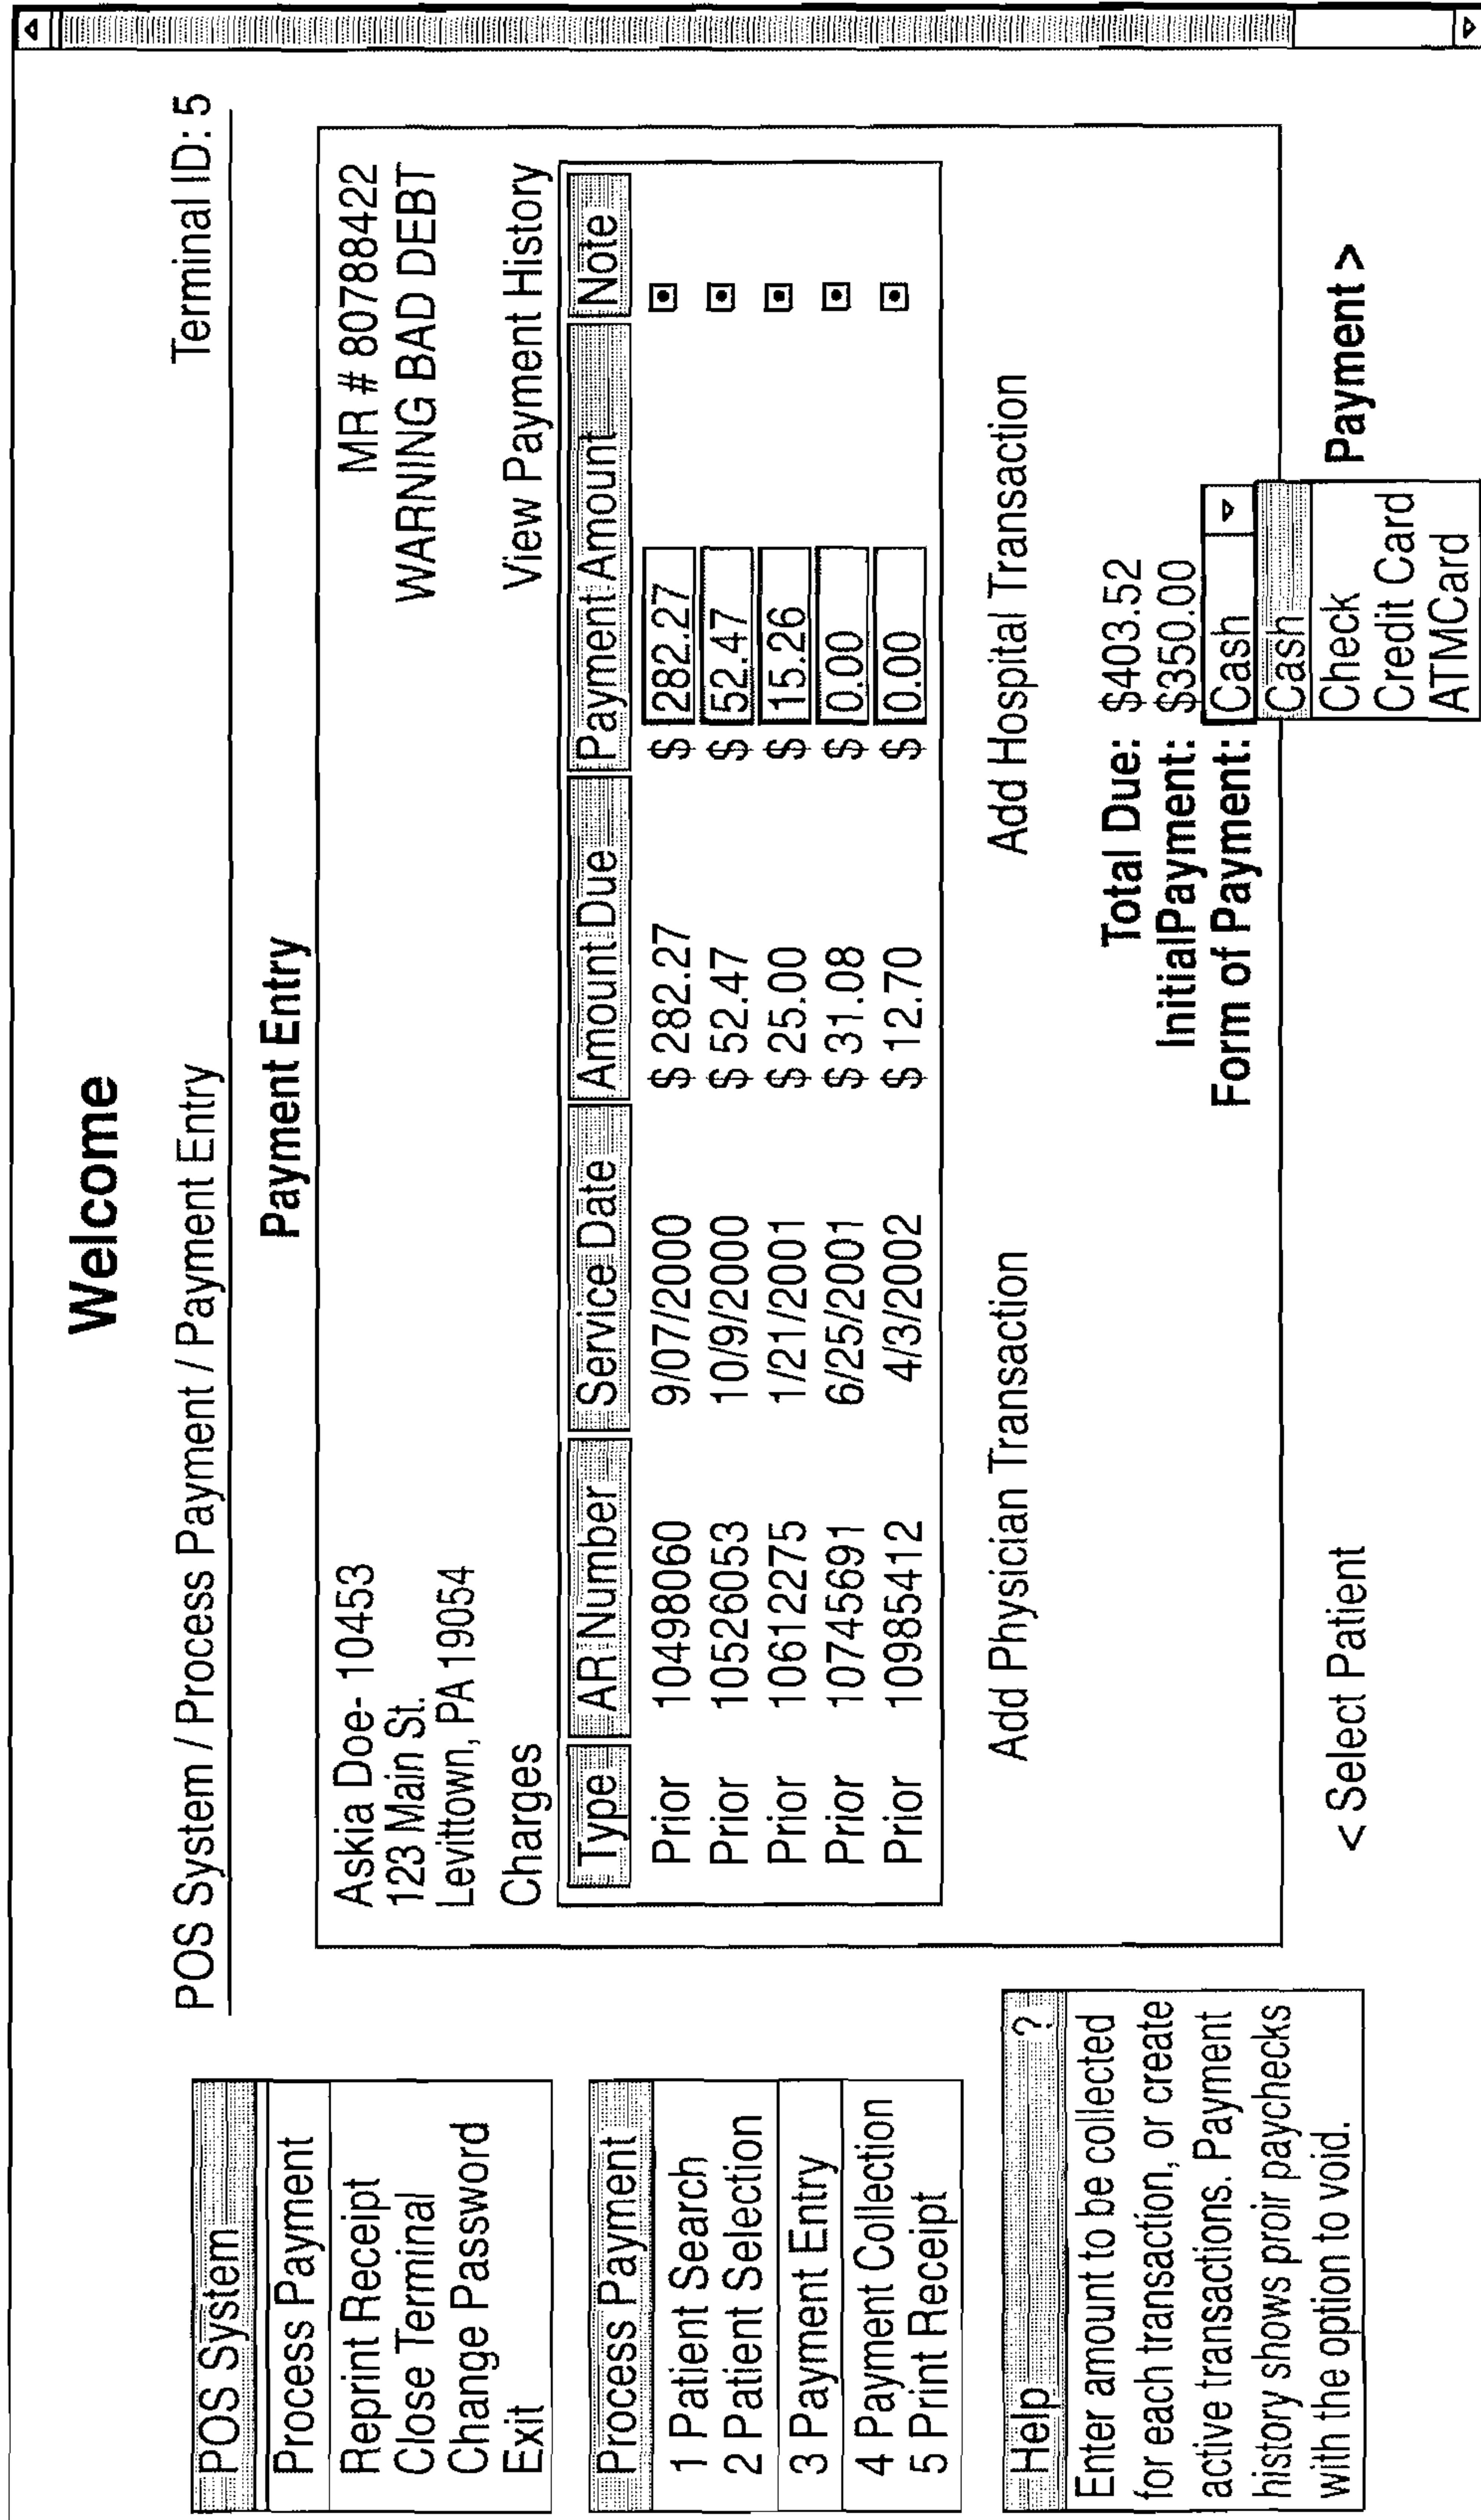 Welcome
POS System / Process Payment / Payment Entry Terminal ID: 5
POS System
Process Payment
Reprint Receipt
Close Terminal
Change Password
Exit
Process Payment
1 Patient Search
2 Patient Selection
3 Payment Entry
4 Payment Collection
5 Print Receipt
Help ?
Enter amount to be collected
for each transaction, or create
active transactions. Payment
history shows proir paychecks
with the option to void.
Payment Entry
Askia Doe- 10453 MR # 80788422
123 Main St. WARNING BAD DEBT
Levittown, PA 19054
Charges View Payment History
Type AR Number Service Date Amount Due Payment Amount Note
Prior 10498060 9/07/2000 $ 282.27 $ 282.27
Prior 10526053 10/9/2000 $ 52.47 $ 52.47
Prior 10612275 1/21/2001 $ 25.00 $ 15.26
Prior 10745691 6/25/2001 $ 31.08 $ 0.00
Prior 10985412 4/3/2002 $ 12.70 $ 0.00
Add Physician Transaction Add Hospital Transaction
Total Due: $403.52
InitialPayment: $350.00
Form of Payment: Cash
Cash
Check
Credit Card
ATMCard
< Select Patient Payment >